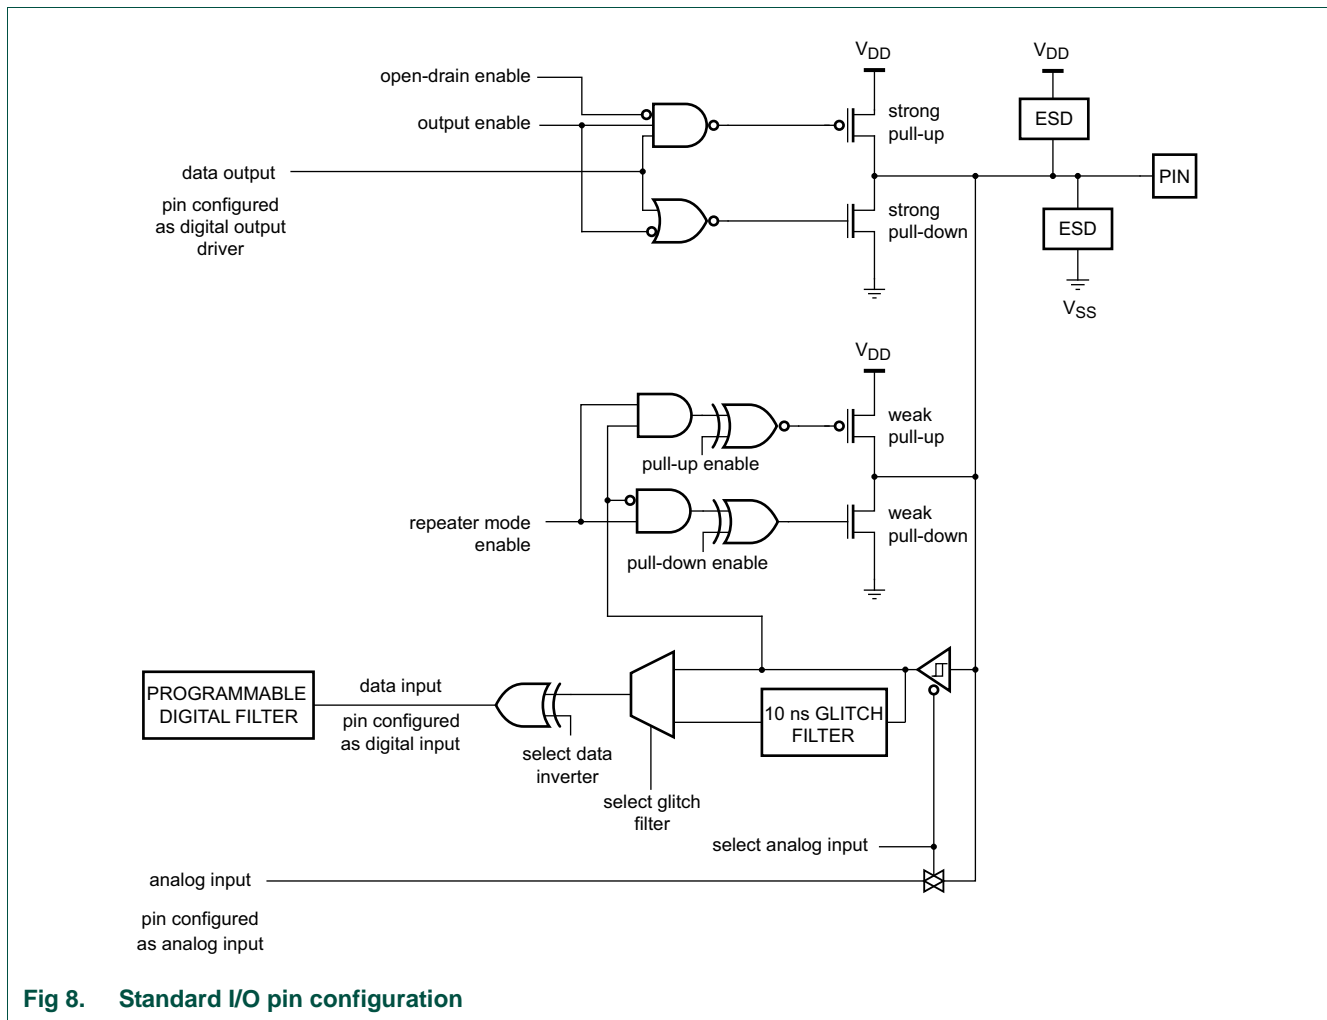 open-drain enable
output enable
data output
pin configured
as digital output
driver
VDD
strong
pull-up
strong
pull-down
VDD
ESD
PIN
ESD
VSS
VDD
weak
pull-up
pull-up enable
repeater mode
enable
weak
pull-down
pull-down enable
PROGRAMMABLE
DIGITAL FILTER
data input
pin configured
as digital input
select data
inverter
select glitch
filter
10 ns GLITCH
FILTER
select analog input
analog input
pin configured
as analog input
Fig 8. Standard I/O pin configuration